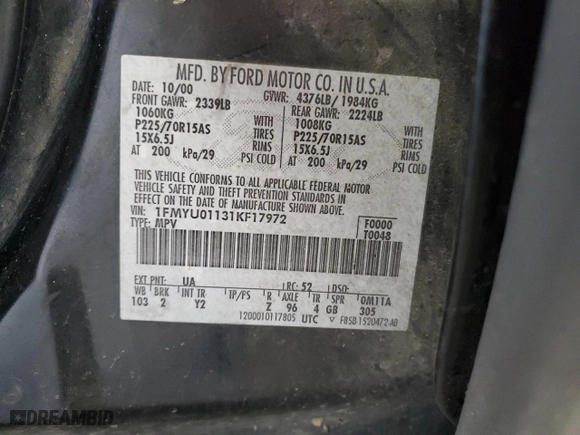 MFD. BY FORD MOTOR CO. IN U.S.A.
DATE: 10/00 GVWR: 4376LB/ 1984KG
FRONT GAWR: 2339LB REAR GAWR: 2224LB
1060KG WITH 1008KG WITH
P225/70R15AS TIRES P225/70R15AS TIRES
15X6.5J RIMS 15X6.5J RIMS
AT 200 kPa/29 PSI COLD AT 200 kPa/29 PSI COLD
THIS VEHICLE CONFORMS TO ALL APPLICABLE FEDERAL MOTOR
VEHICLE SAFETY AND THEFT PREVENTION STANDARDS IN
EFFECT ON THE DATE OF MANUFACTURE SHOWN ABOVE.
VIN: 1FMYU01131KF17972 F0000
TYPE: MPV T0048
EXT PNT: UA RC: 52 DSO:
WB BRK INT TR TP/PS R AXLE TR SPR 0M11A
103 2 Y2 Z 96 4 GB 305
1200010117805 UTC F85B-1520472-AB
DREAMBID